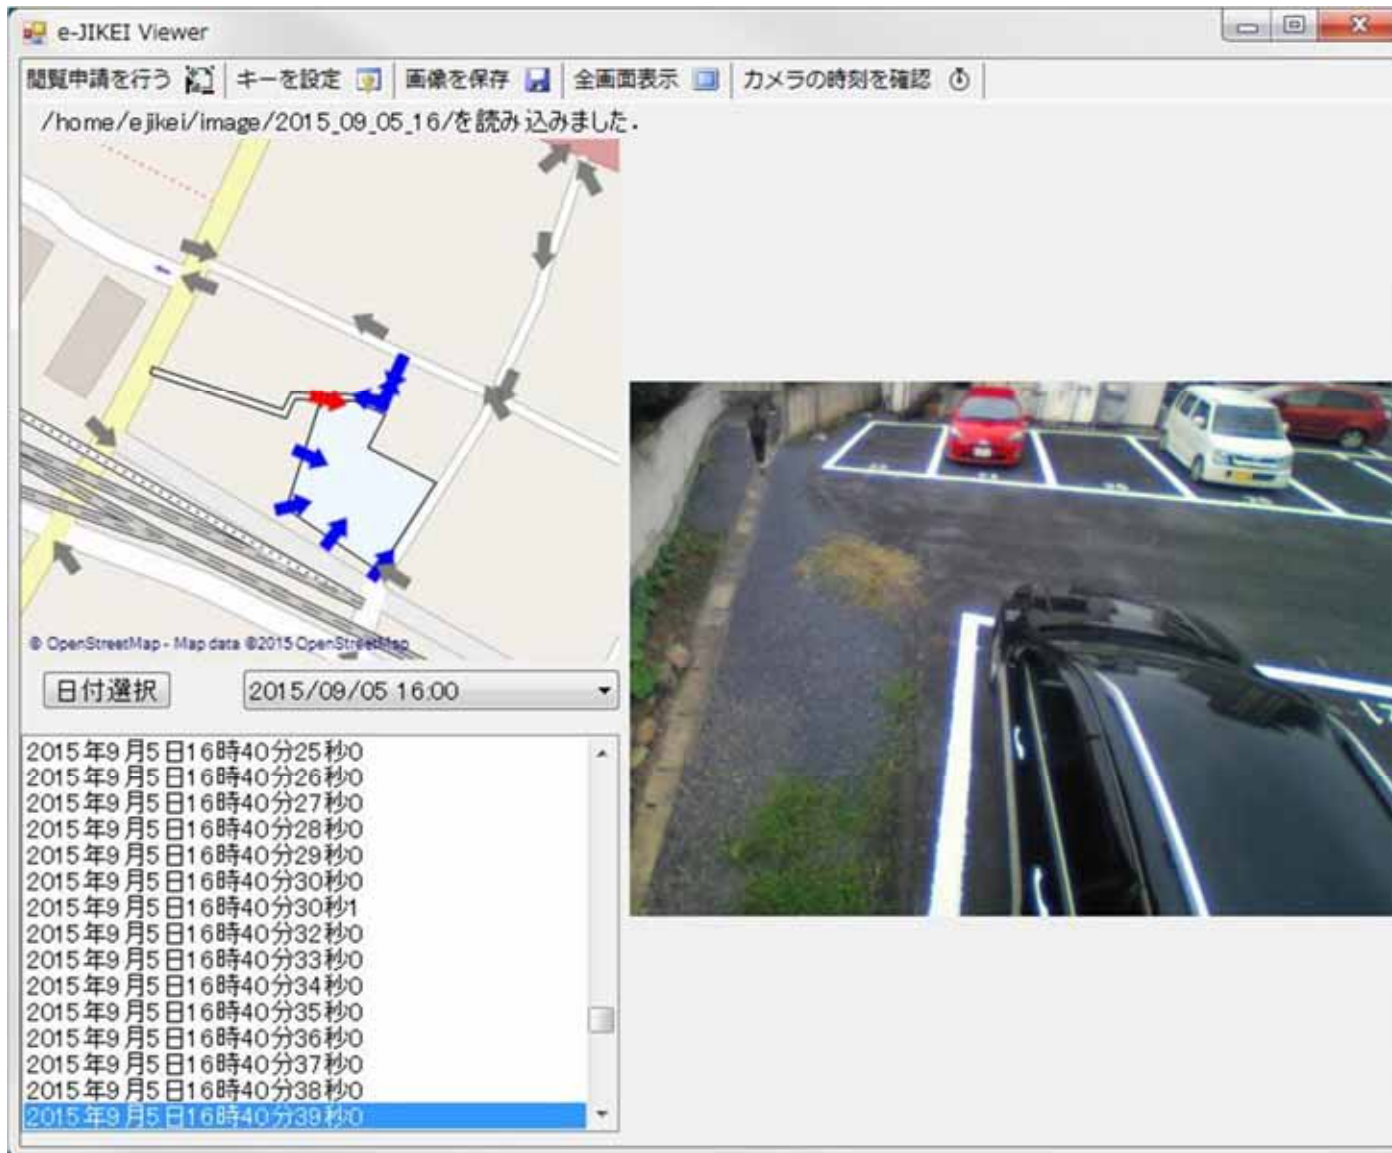 e-JIKEI Viewer
閲覧申請を行う キーを設定 画像を保存 全画面表示 カメラの時刻を確認
/home/ejikei/image/2015_09_05_16/を読み込みました.
© OpenStreetMap - Map data ©2015 OpenStreetMap
日付選択 2015/09/05 16:00
2015年9月5日16時40分25秒0
2015年9月5日16時40分26秒0
2015年9月5日16時40分27秒0
2015年9月5日16時40分28秒0
2015年9月5日16時40分29秒0
2015年9月5日16時40分30秒0
2015年9月5日16時40分30秒1
2015年9月5日16時40分32秒0
2015年9月5日16時40分33秒0
2015年9月5日16時40分34秒0
2015年9月5日16時40分35秒0
2015年9月5日16時40分36秒0
2015年9月5日16時40分37秒0
2015年9月5日16時40分38秒0
2015年9月5日16時40分39秒0